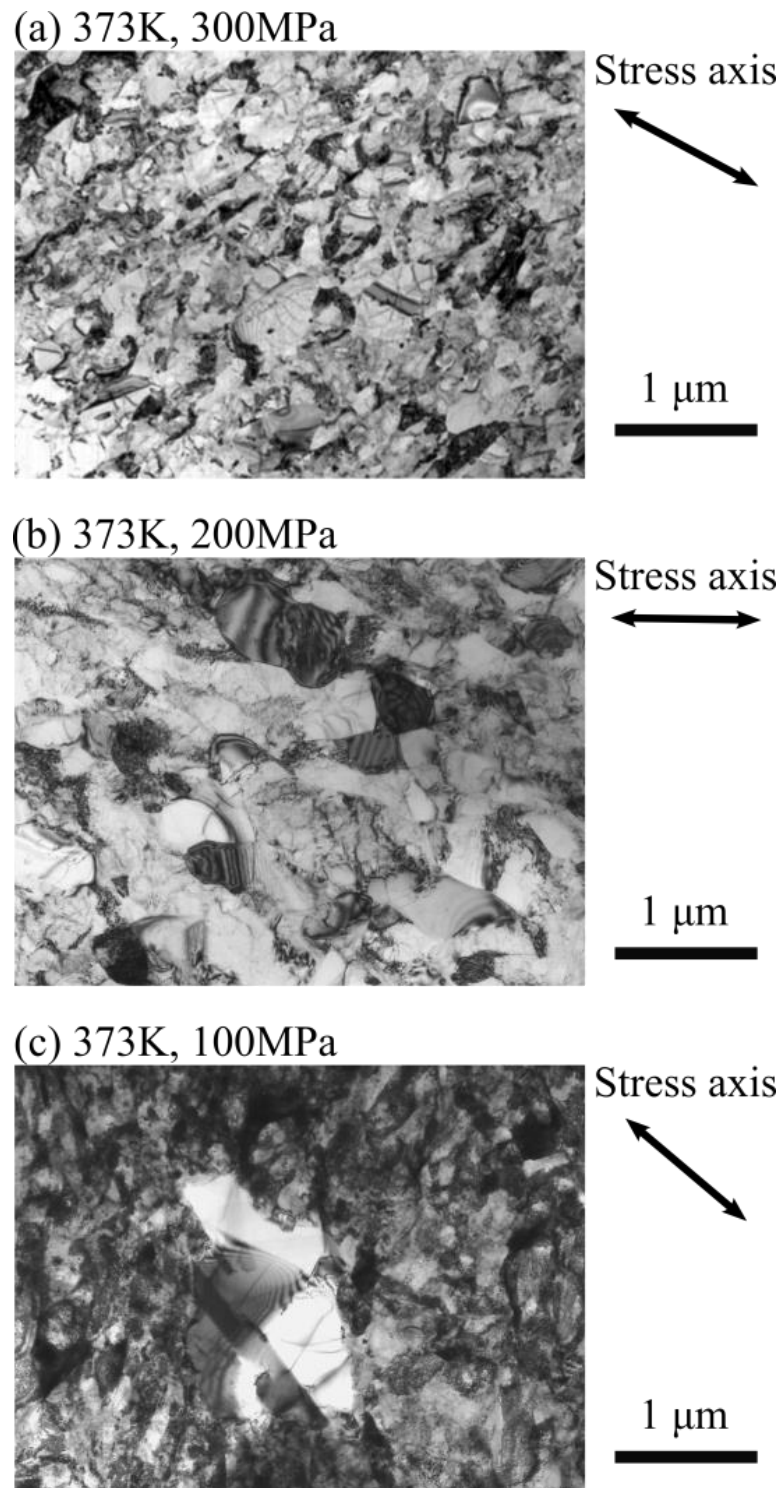 (a) 373K, 300MPa
Stress axis
1 μm
(b) 373K, 200MPa
Stress axis
1 μm
(c) 373K, 100MPa
Stress axis
1 μm